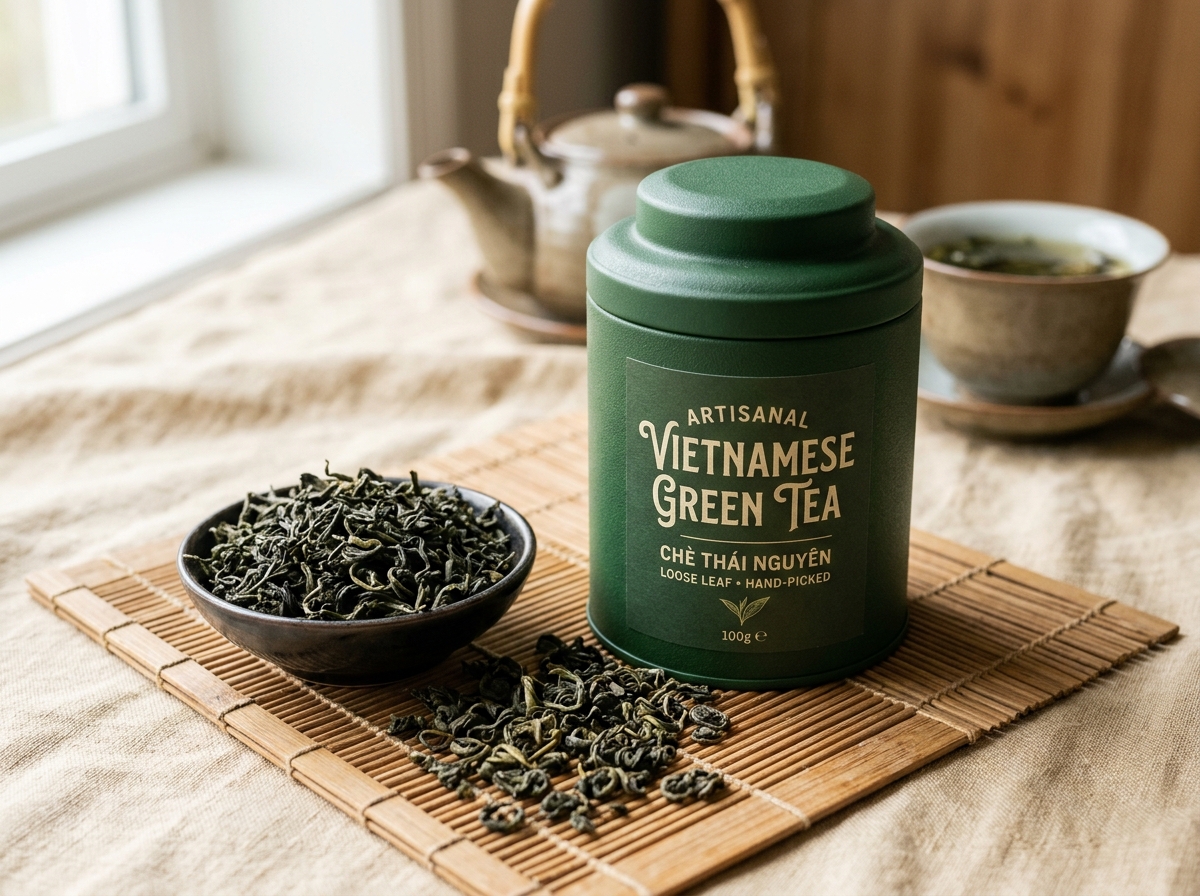 ARTISANAL
VIETNAMESE
GREEN TEA
CHÈ THÁI NGUYÊN
LOOSE LEAF • HAND-PICKED
100g ℮